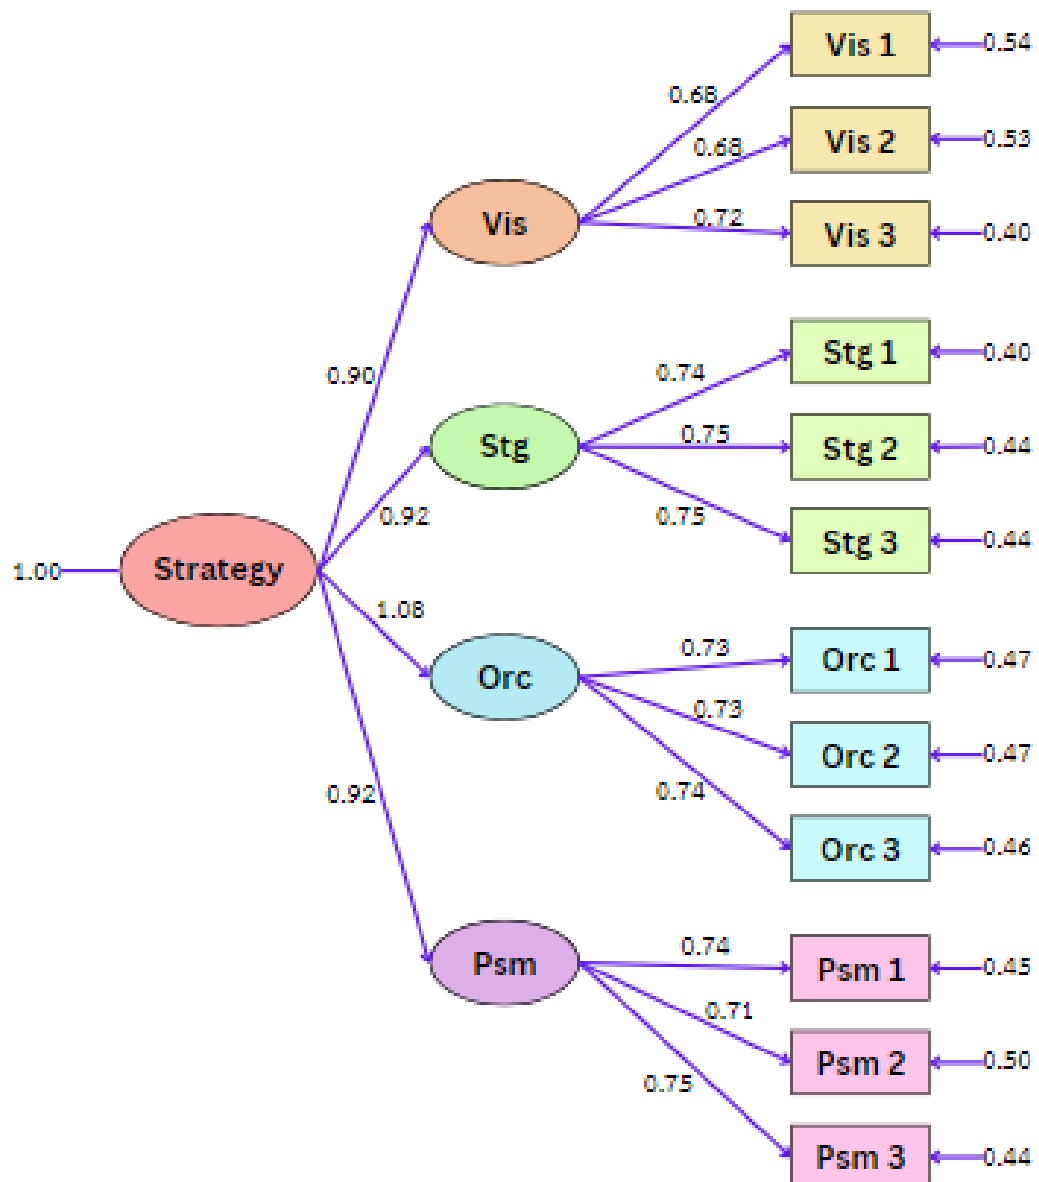 Vis 1
0.54
0.68
Vis 2
0.53
0.68
Vis
0.72
Vis 3
0.40
Stg 1
0.40
0.74
0.90
Stg
0.75
Stg 2
0.44
0.92
0.75
Stg 3
0.44
1.00
Strategy
1.08
0.73
Orc 1
0.47
Orc
0.73
Orc 2
0.47
0.92
0.74
Orc 3
0.46
0.74
Psm
Psm 1
0.45
0.71
Psm 2
0.50
0.75
Psm 3
0.44